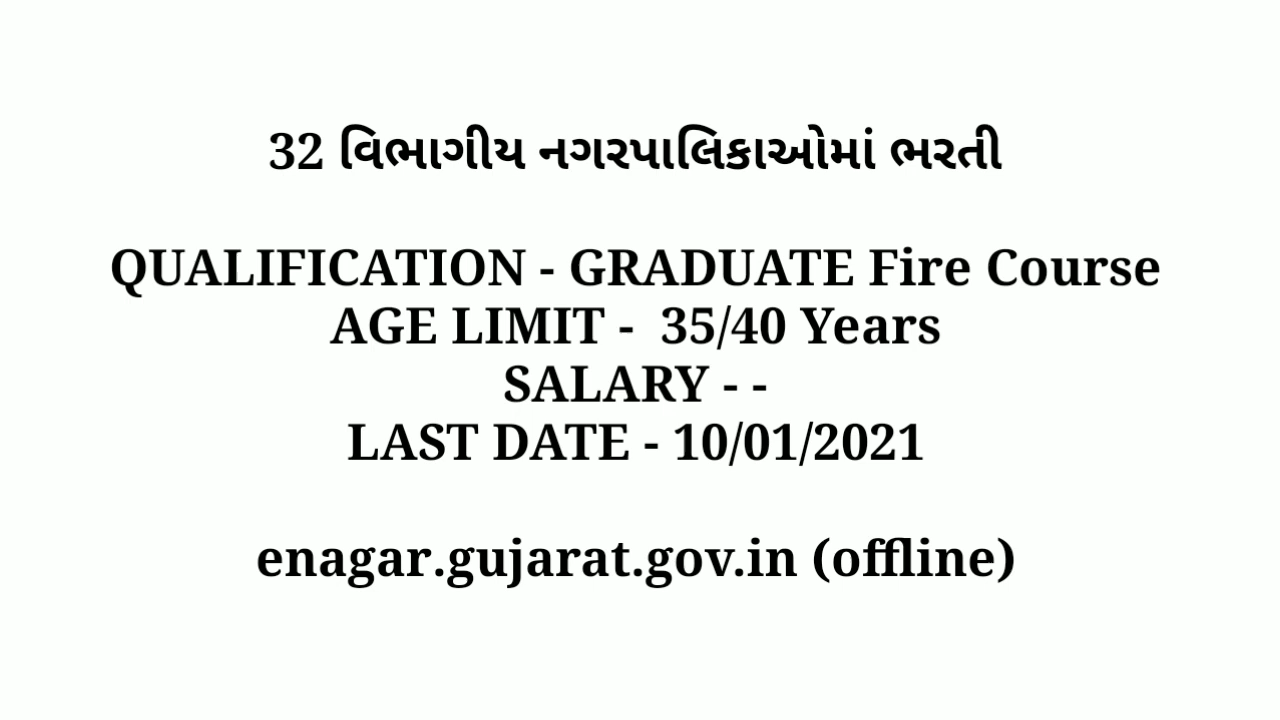 32 વિભાગીય નગરપાલિકાઓમાં ભરતી
QUALIFICATION - GRADUATE Fire Course
AGE LIMIT - 35/40 Years
SALARY - -
LAST DATE - 10/01/2021
enagar.gujarat.gov.in (offline)